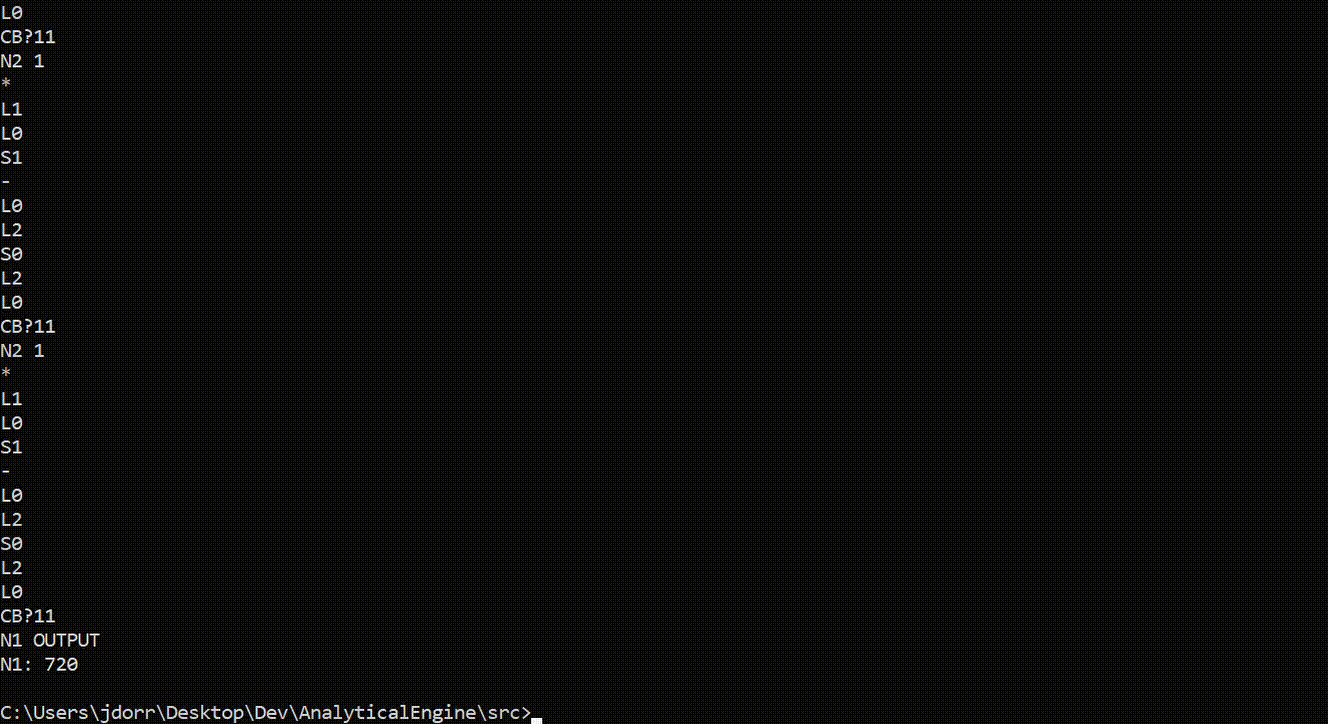 L0
CB?11
N2 1
*
L1
L0
S1
-
L0
L2
S0
L2
L0
CB?11
N2 1
*
L1
L0
S1
-
L0
L2
S0
L2
L0
CB?11
N1 OUTPUT
N1: 720
C:\Users\jdorr\Desktop\Dev\AnalyticalEngine\src>